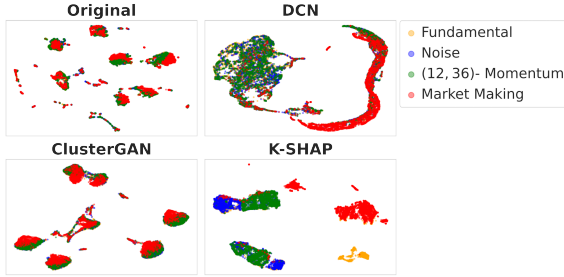 Original
DCN
Fundamental
Noise
(12, 36)- Momentum
Market Making
ClusterGAN
K-SHAP